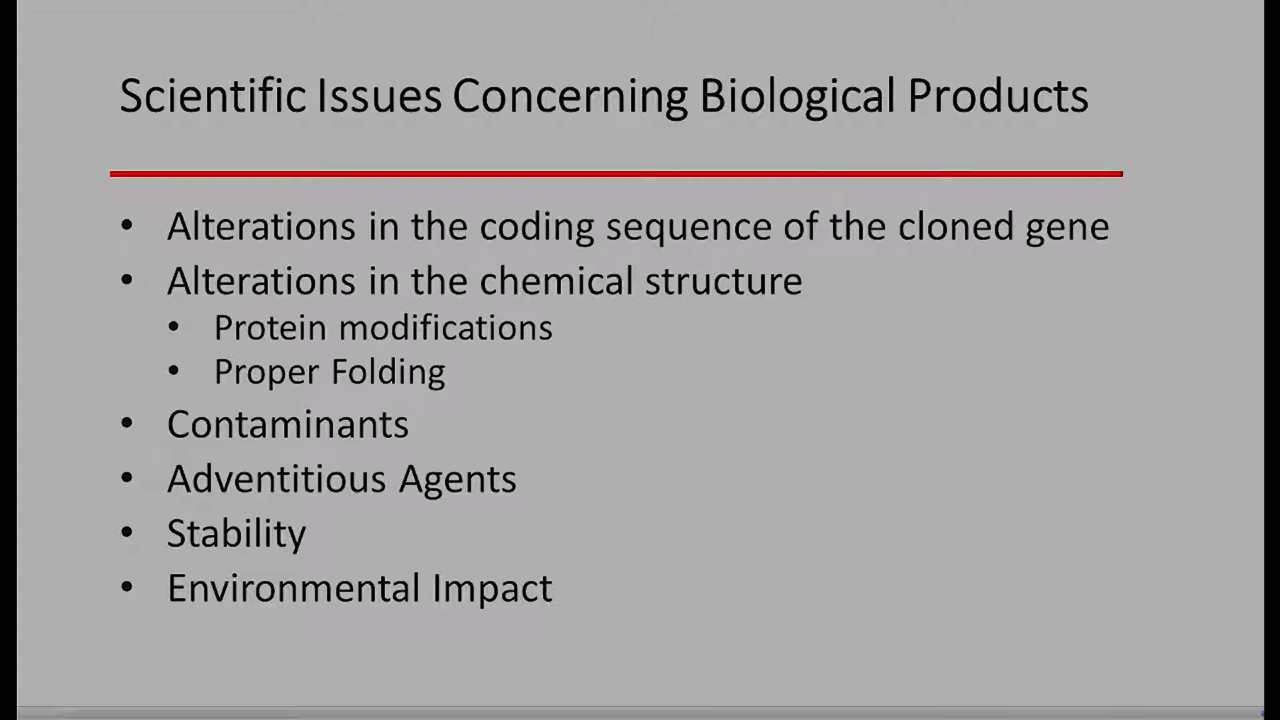 Scientific Issues Concerning Biological Products
• Alterations in the coding sequence of the cloned gene
• Alterations in the chemical structure
• Protein modifications
• Proper Folding
• Contaminants
• Adventitious Agents
• Stability
• Environmental Impact